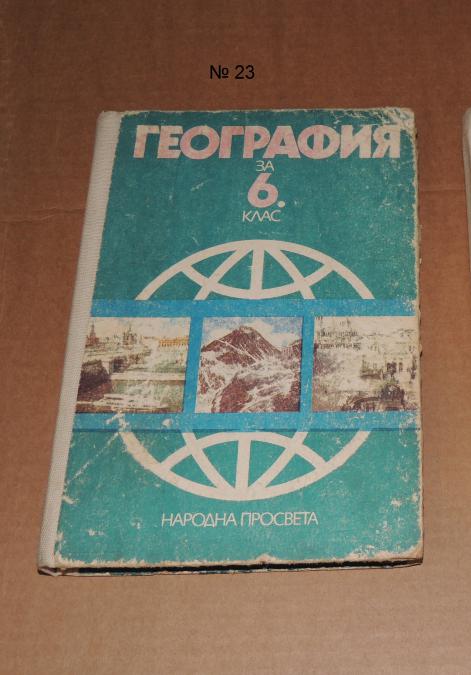 № 23
ГЕОГРАФИЯ
ЗА
6.
КЛАС
НАРОДНА ПРОСВЕТА